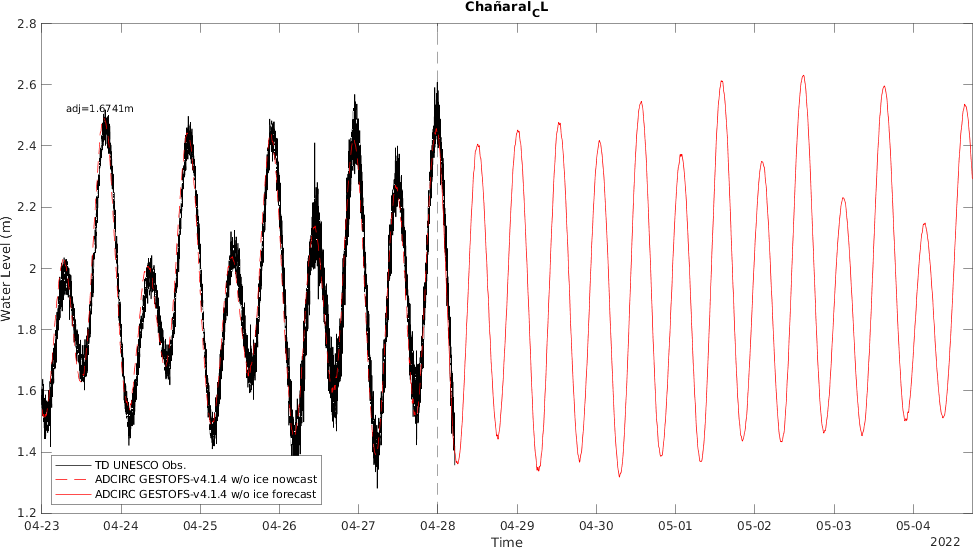 Chañaral_CL
2.8
2.6
2.4
2.2
2
1.8
1.6
1.4
1.2
Water Level (m)
adj=1.6741m
TD UNESCO Obs.
ADCIRC GESTOFS-v4.1.4 w/o ice nowcast
ADCIRC GESTOFS-v4.1.4 w/o ice forecast
04-23 04-24 04-25 04-26 04-27 04-28 04-29 04-30 05-01 05-02 05-03 05-04
Time
2022